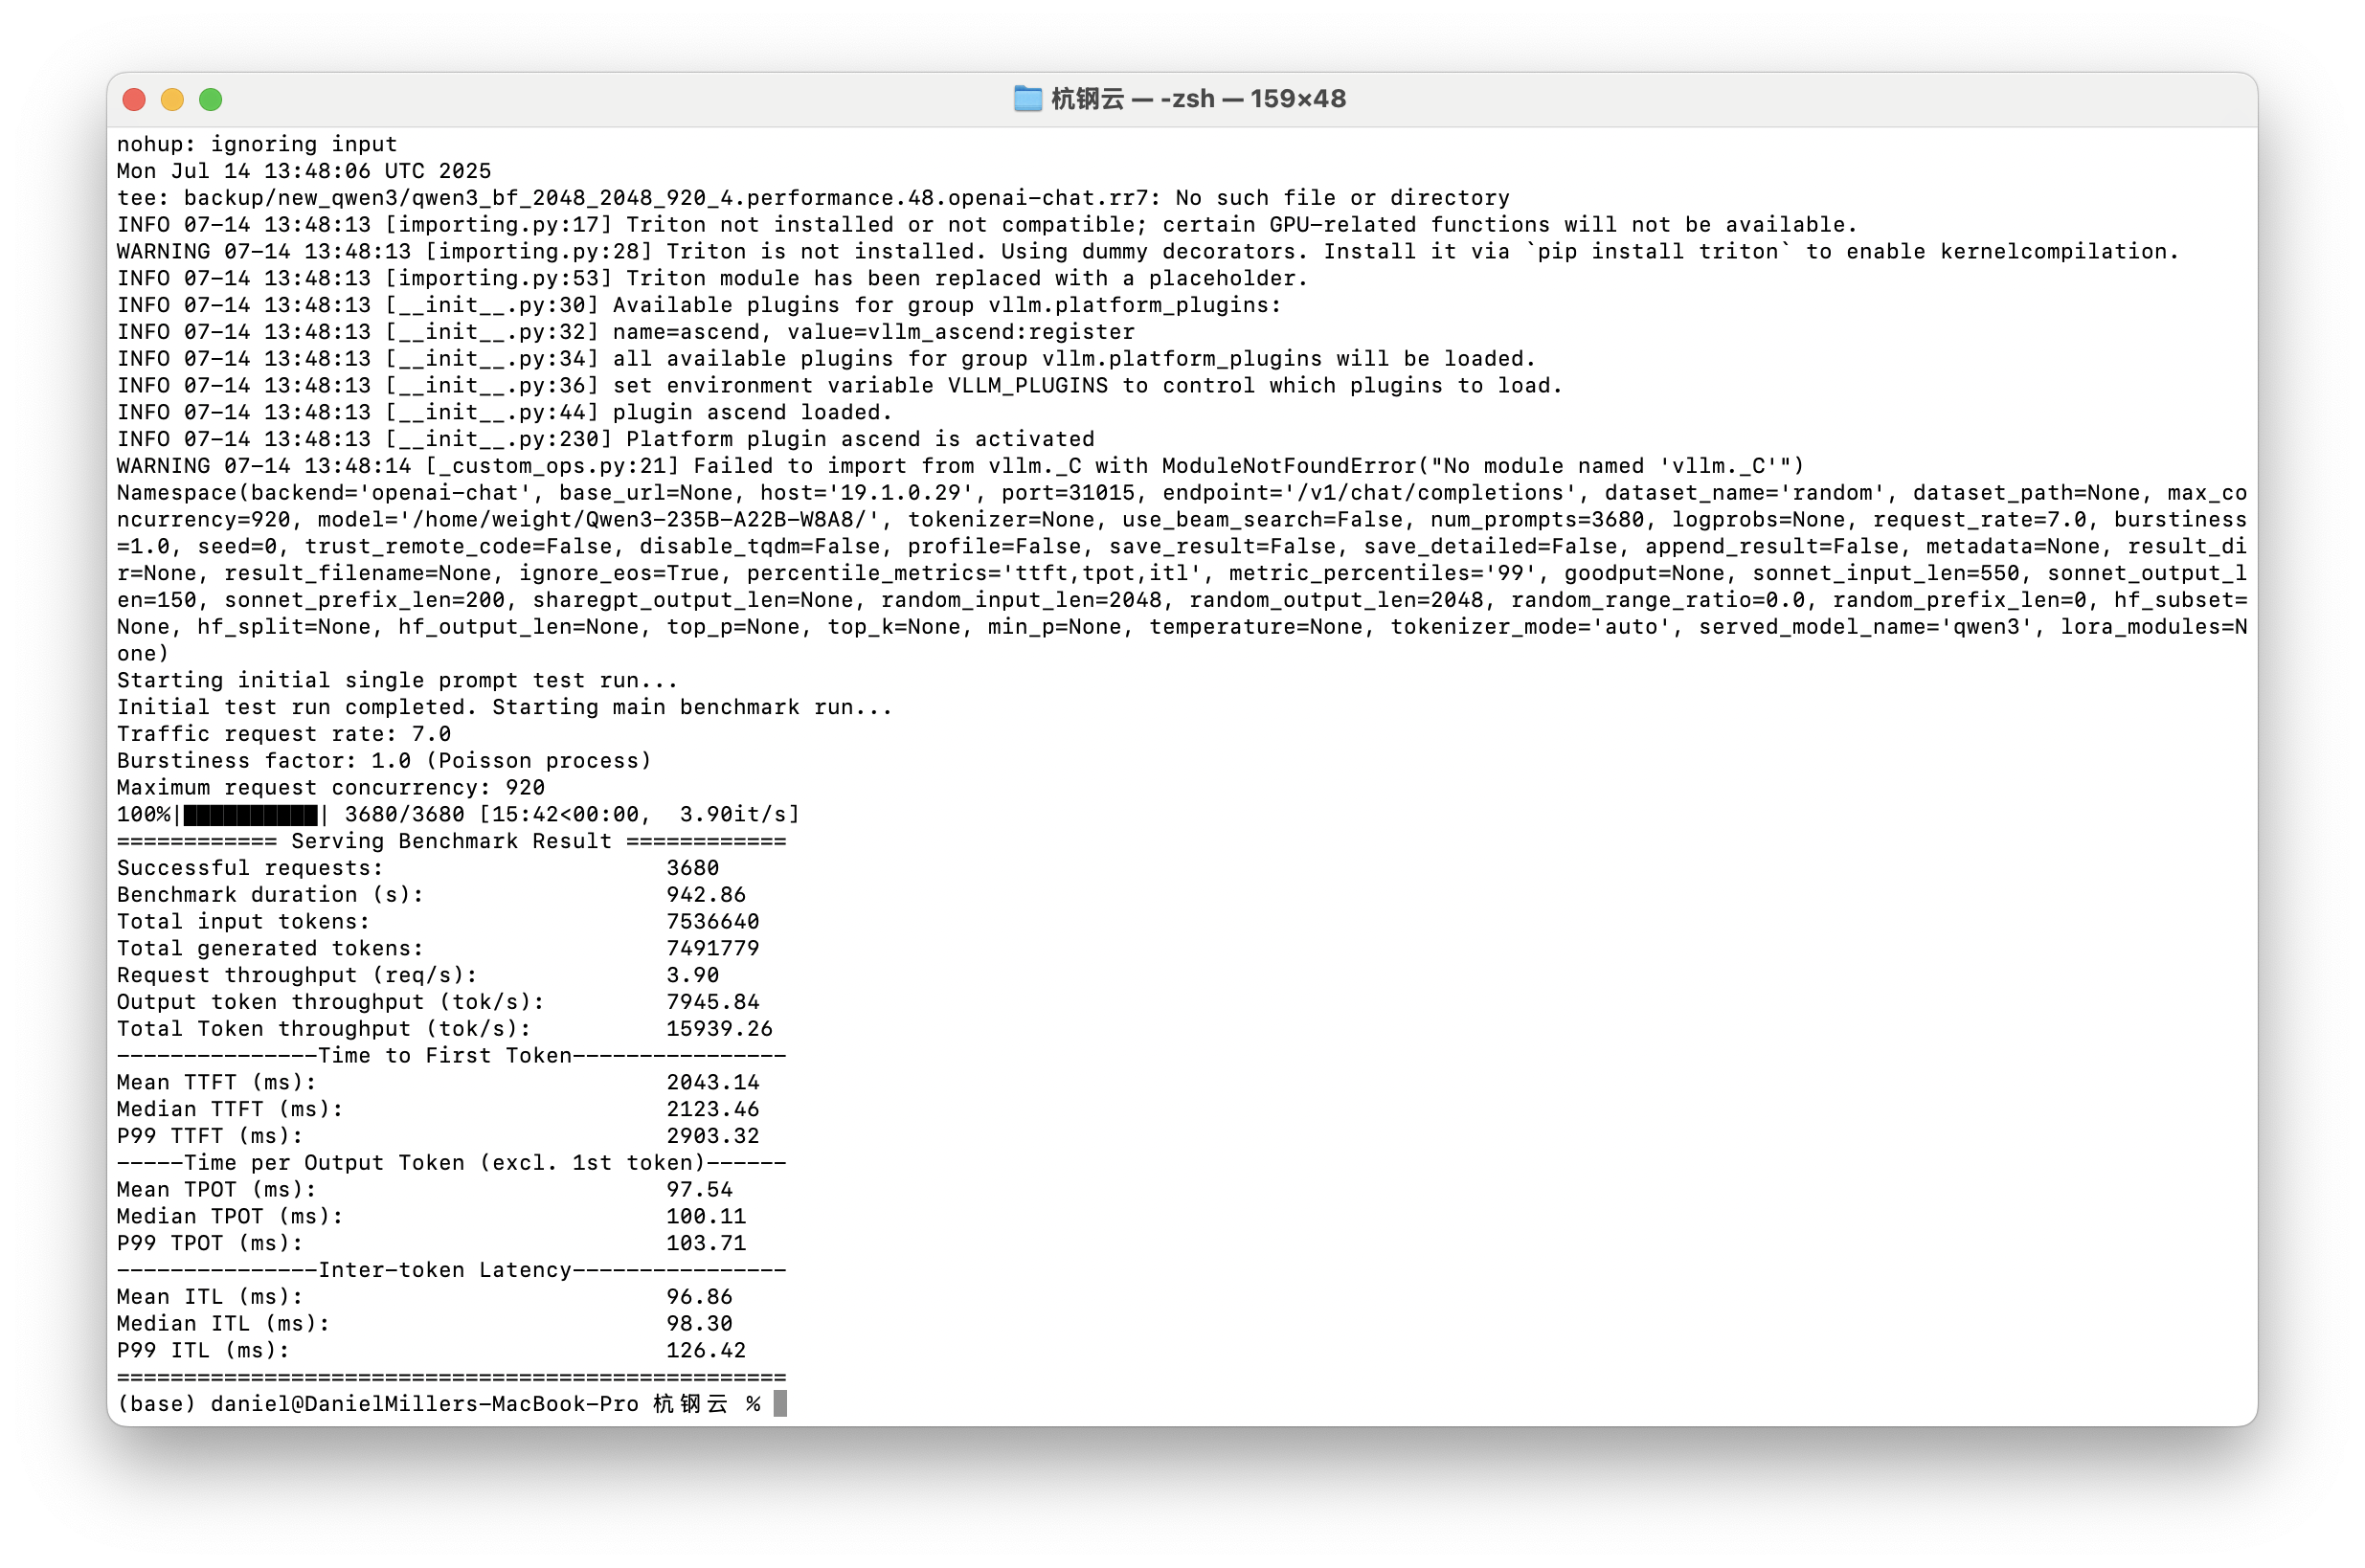 杭钢云 — -zsh — 159×48
nohup: ignoring input
Mon Jul 14 13:48:06 UTC 2025
tee: backup/new_qwen3/qwen3_bf_2048_2048_920_4.performance.48.openai-chat.rr7: No such file or directory
INFO 07-14 13:48:13 [importing.py:17] Triton not installed or not compatible; certain GPU-related functions will not be available.
WARNING 07-14 13:48:13 [importing.py:28] Triton is not installed. Using dummy decorators. Install it via `pip install triton` to enable kernelcompilation.
INFO 07-14 13:48:13 [importing.py:53] Triton module has been replaced with a placeholder.
INFO 07-14 13:48:13 [__init__.py:30] Available plugins for group vllm.platform_plugins:
INFO 07-14 13:48:13 [__init__.py:32] name=ascend, value=vllm_ascend:register
INFO 07-14 13:48:13 [__init__.py:34] all available plugins for group vllm.platform_plugins will be loaded.
INFO 07-14 13:48:13 [__init__.py:36] set environment variable VLLM_PLUGINS to control which plugins to load.
INFO 07-14 13:48:13 [__init__.py:44] plugin ascend loaded.
INFO 07-14 13:48:13 [__init__.py:230] Platform plugin ascend is activated
WARNING 07-14 13:48:14 [_custom_ops.py:21] Failed to import from vllm._C with ModuleNotFoundError("No module named 'vllm._C'")
Namespace(backend='openai-chat', base_url=None, host='19.1.0.29', port=31015, endpoint='/v1/chat/completions', dataset_name='random', dataset_path=None, max_co
ncurrency=920, model='/home/weight/Qwen3-235B-A22B-W8A8/', tokenizer=None, use_beam_search=False, num_prompts=3680, logprobs=None, request_rate=7.0, burstiness
=1.0, seed=0, trust_remote_code=False, disable_tqdm=False, profile=False, save_result=False, save_detailed=False, append_result=False, metadata=None, result_di
r=None, result_filename=None, ignore_eos=True, percentile_metrics='ttft,tpot,itl', metric_percentiles='99', goodput=None, sonnet_input_len=550, sonnet_output_l
en=150, sonnet_prefix_len=200, sharegpt_output_len=None, random_input_len=2048, random_output_len=2048, random_range_ratio=0.0, random_prefix_len=0, hf_subset=
None, hf_split=None, hf_output_len=None, top_p=None, top_k=None, min_p=None, temperature=None, tokenizer_mode='auto', served_model_name='qwen3', lora_modules=N
one)
Starting initial single prompt test run...
Initial test run completed. Starting main benchmark run...
Traffic request rate: 7.0
Burstiness factor: 1.0 (Poisson process)
Maximum request concurrency: 920
100%|██████████| 3680/3680 [15:42<00:00,  3.90it/s]
============ Serving Benchmark Result ============
Successful requests:                     3680
Benchmark duration (s):                  942.86
Total input tokens:                      7536640
Total generated tokens:                  7491779
Request throughput (req/s):              3.90
Output token throughput (tok/s):         7945.84
Total Token throughput (tok/s):          15939.26
---------------Time to First Token----------------
Mean TTFT (ms):                          2043.14
Median TTFT (ms):                        2123.46
P99 TTFT (ms):                           2903.32
-----Time per Output Token (excl. 1st token)------
Mean TPOT (ms):                          97.54
Median TPOT (ms):                        100.11
P99 TPOT (ms):                           103.71
---------------Inter-token Latency----------------
Mean ITL (ms):                           96.86
Median ITL (ms):                         98.30
P99 ITL (ms):                            126.42
==================================================
(base) daniel@DanielMillers-MacBook-Pro 杭钢云 %